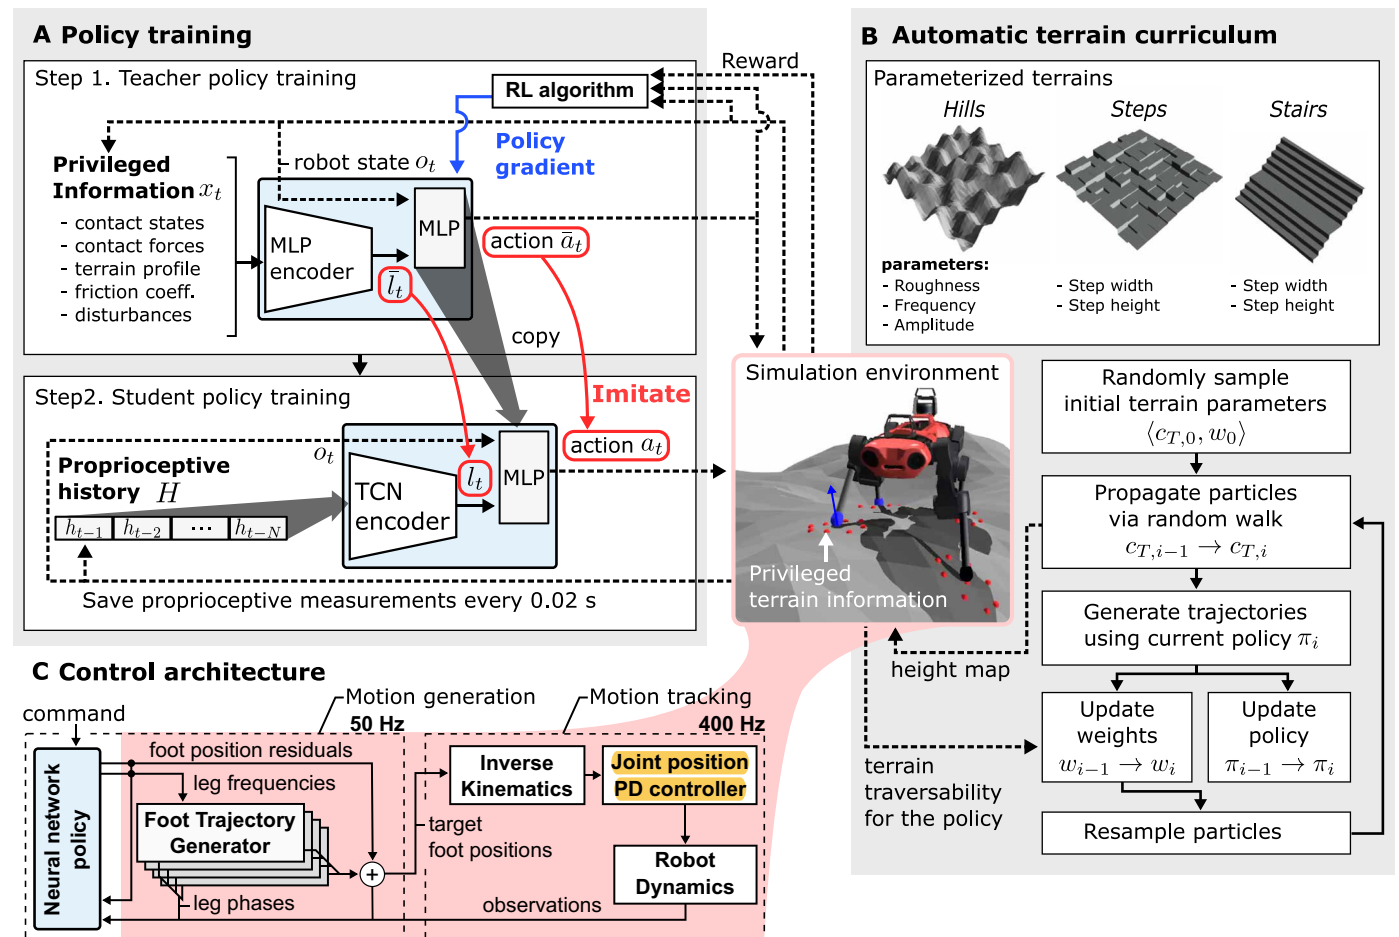 A Policy training
Step 1. Teacher policy training
Reward
RL algorithm
Policy
gradient
robot state o_t
Privileged
Information x_t
- contact states
- contact forces
- terrain profile
- friction coeff.
- disturbances
MLP
encoder
MLP
l̄_t
action ā_t
copy
Step2. Student policy training
Imitate
o_t
action a_t
Proprioceptive
history H
h_{t−1} h_{t−2} ··· h_{t−N}
TCN
encoder
l_t
MLP
Save proprioceptive measurements every 0.02 s
Simulation environment
Privileged
terrain information
B Automatic terrain curriculum
Parameterized terrains
Hills Steps Stairs
parameters:
- Roughness
- Frequency
- Amplitude
- Step width
- Step height
- Step width
- Step height
Randomly sample
initial terrain parameters
⟨c_{T,0}, w_0⟩
Propagate particles
via random walk
c_{T,i−1} → c_{T,i}
Generate trajectories
using current policy π_i
height map
Update
weights
w_{i−1} → w_i
Update
policy
π_{i−1} → π_i
terrain
traversability
for the policy
Resample particles
C Control architecture
command
Motion generation
50 Hz
Motion tracking
400 Hz
Neural network
policy
foot position residuals
leg frequencies
Foot Trajectory
Generator
leg phases
+
target
foot positions
Inverse
Kinematics
Joint position
PD controller
Robot
Dynamics
observations